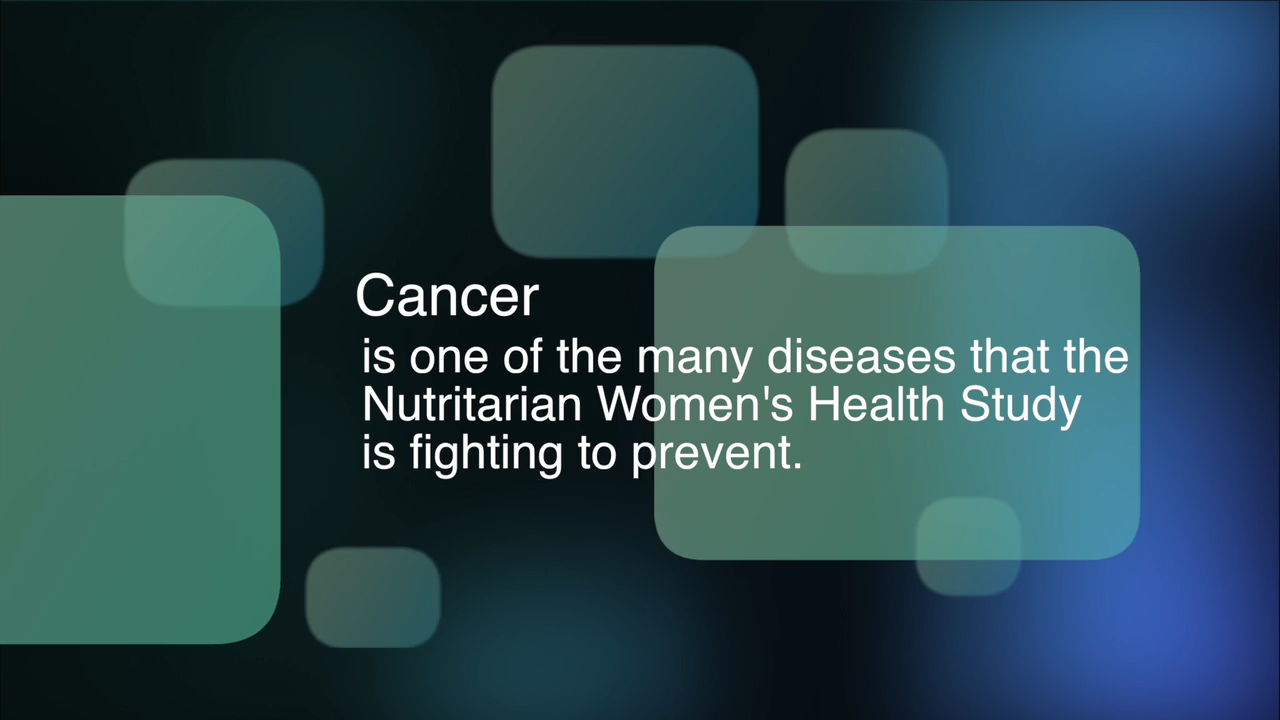 Cancer
is one of the many diseases that the
Nutritarian Women's Health Study
is fighting to prevent.